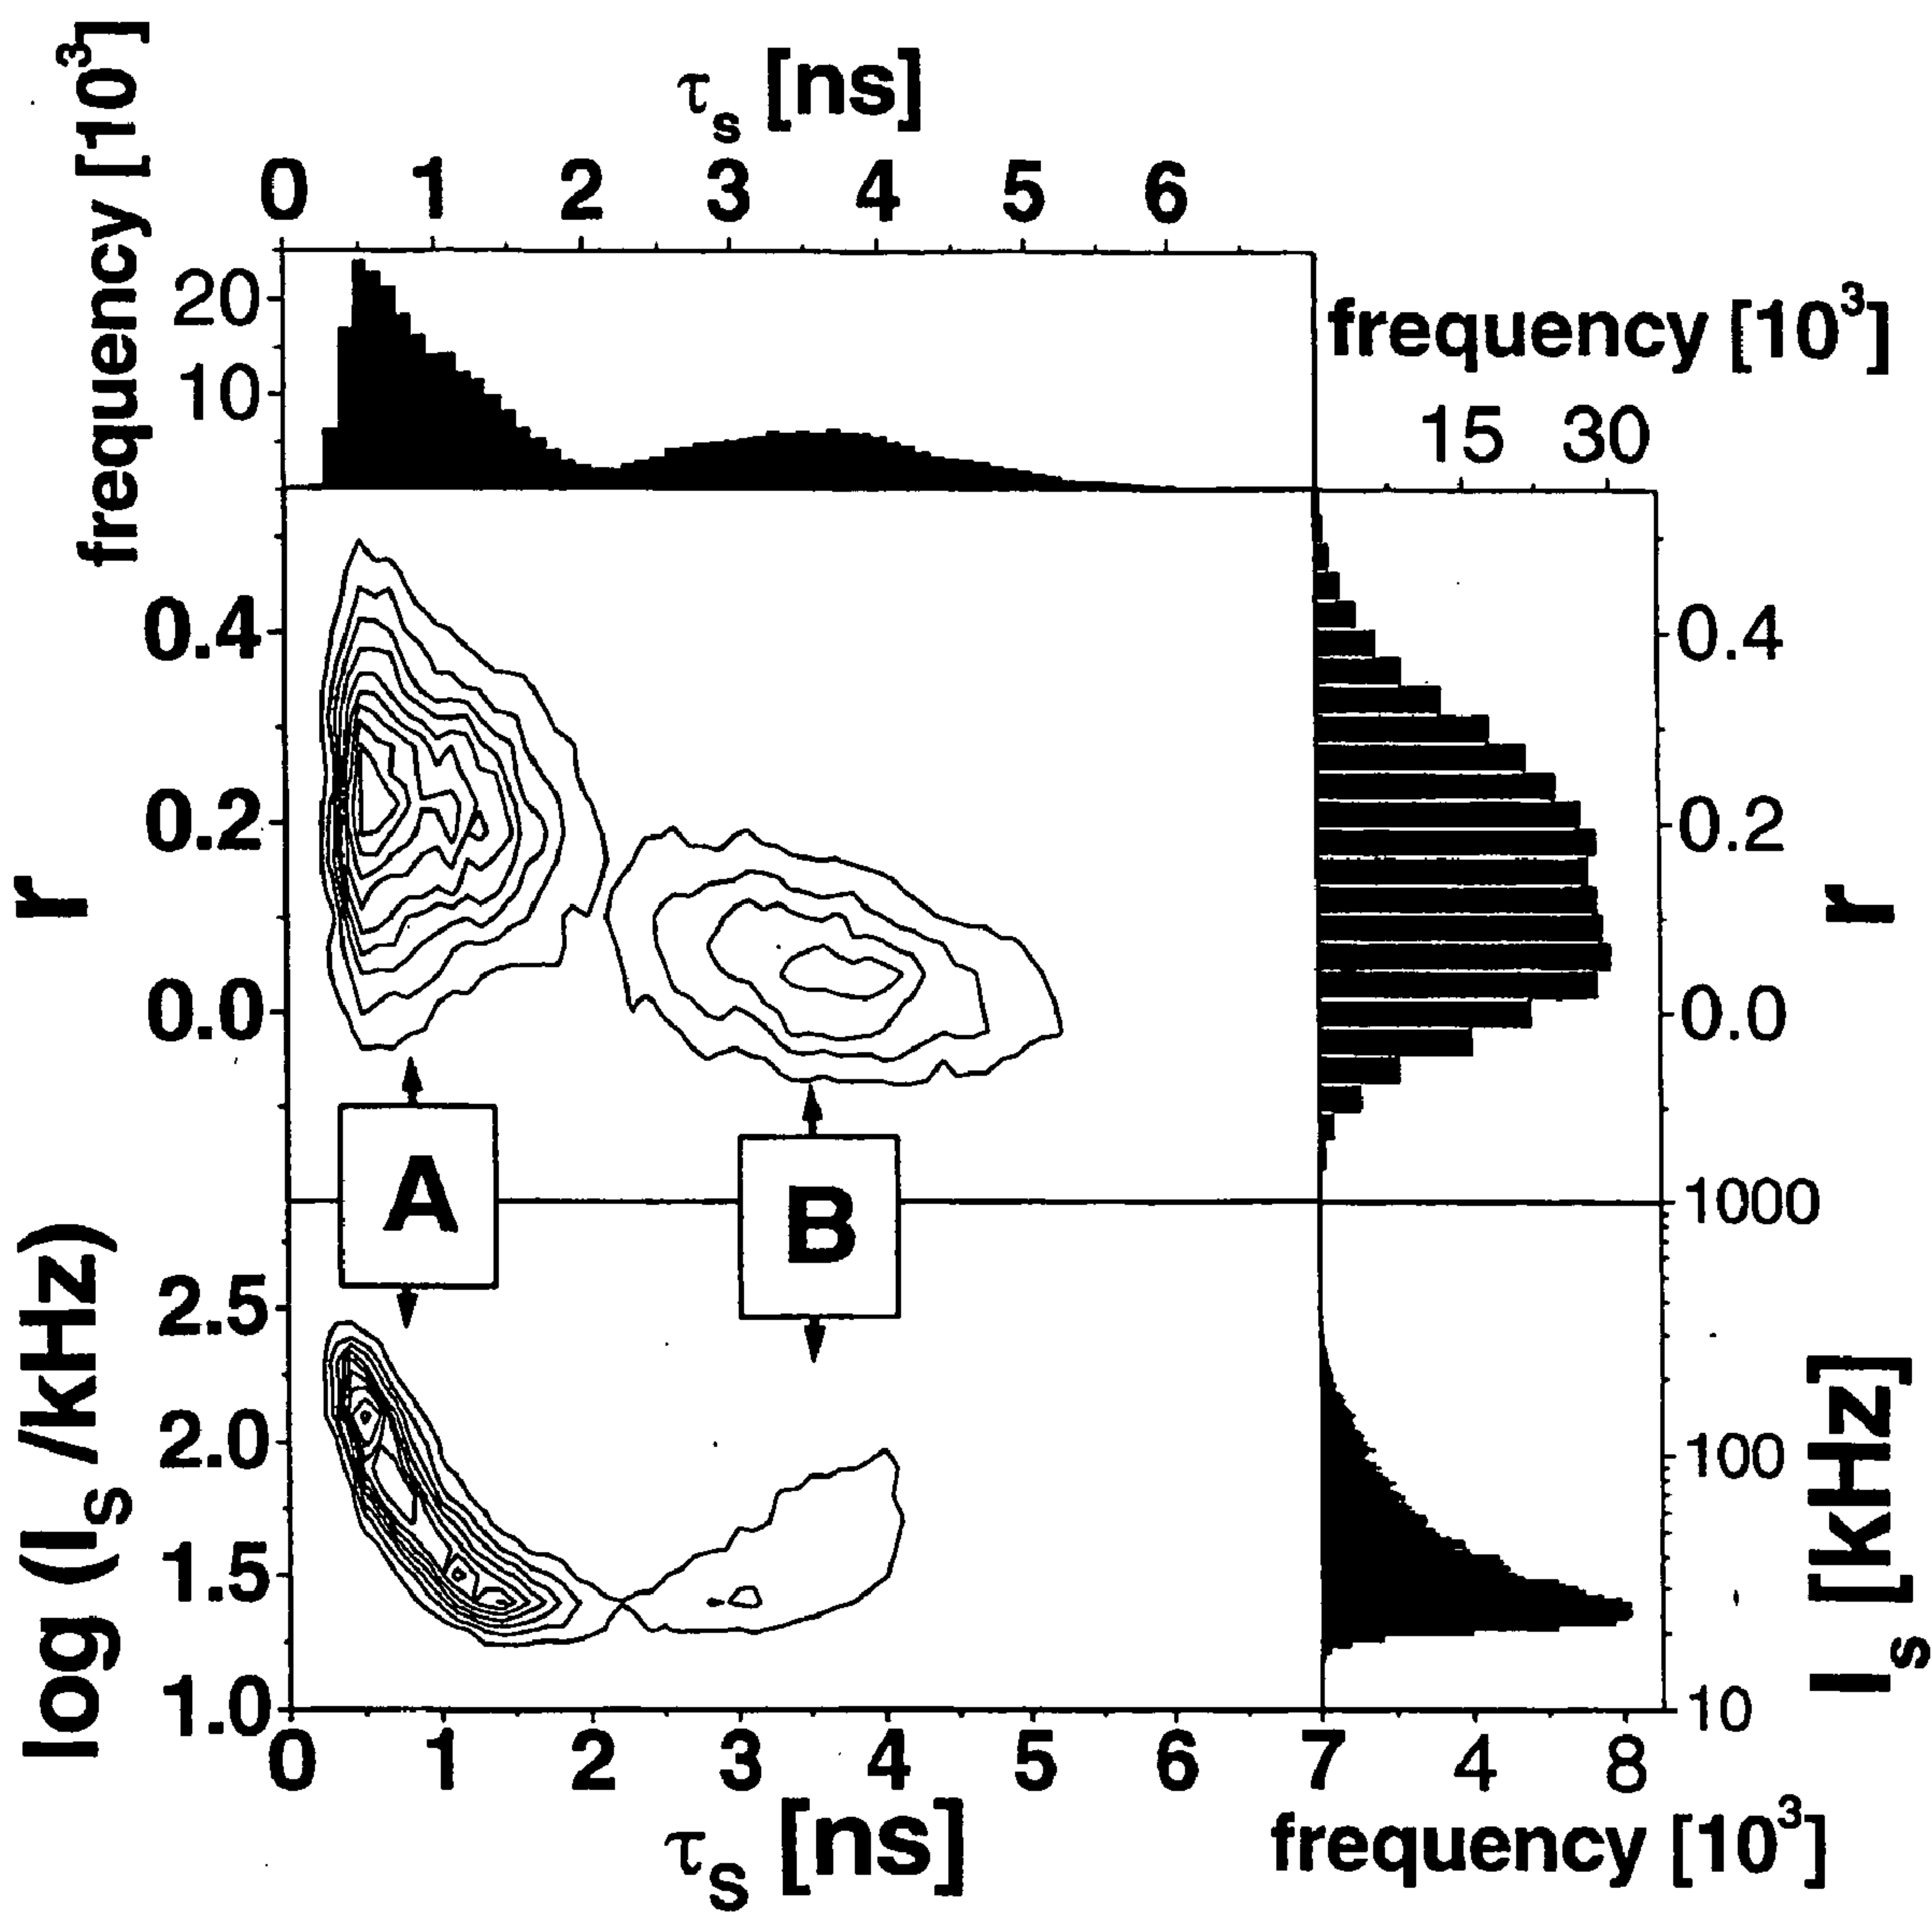 τs [ns]
0 1 2 3 4 5 6
frequency [10³]
20
10
frequency [10³]
15 30
0.4
0.2
0.0
r
0.4
0.2
0.0
r
A
B
log (Is /kHz)
2.5
2.0
1.5
1.0
1000
100
10
Is [kHz]
0 1 2 3 4 5 6 7 4 8
τs [ns]
frequency [10³]